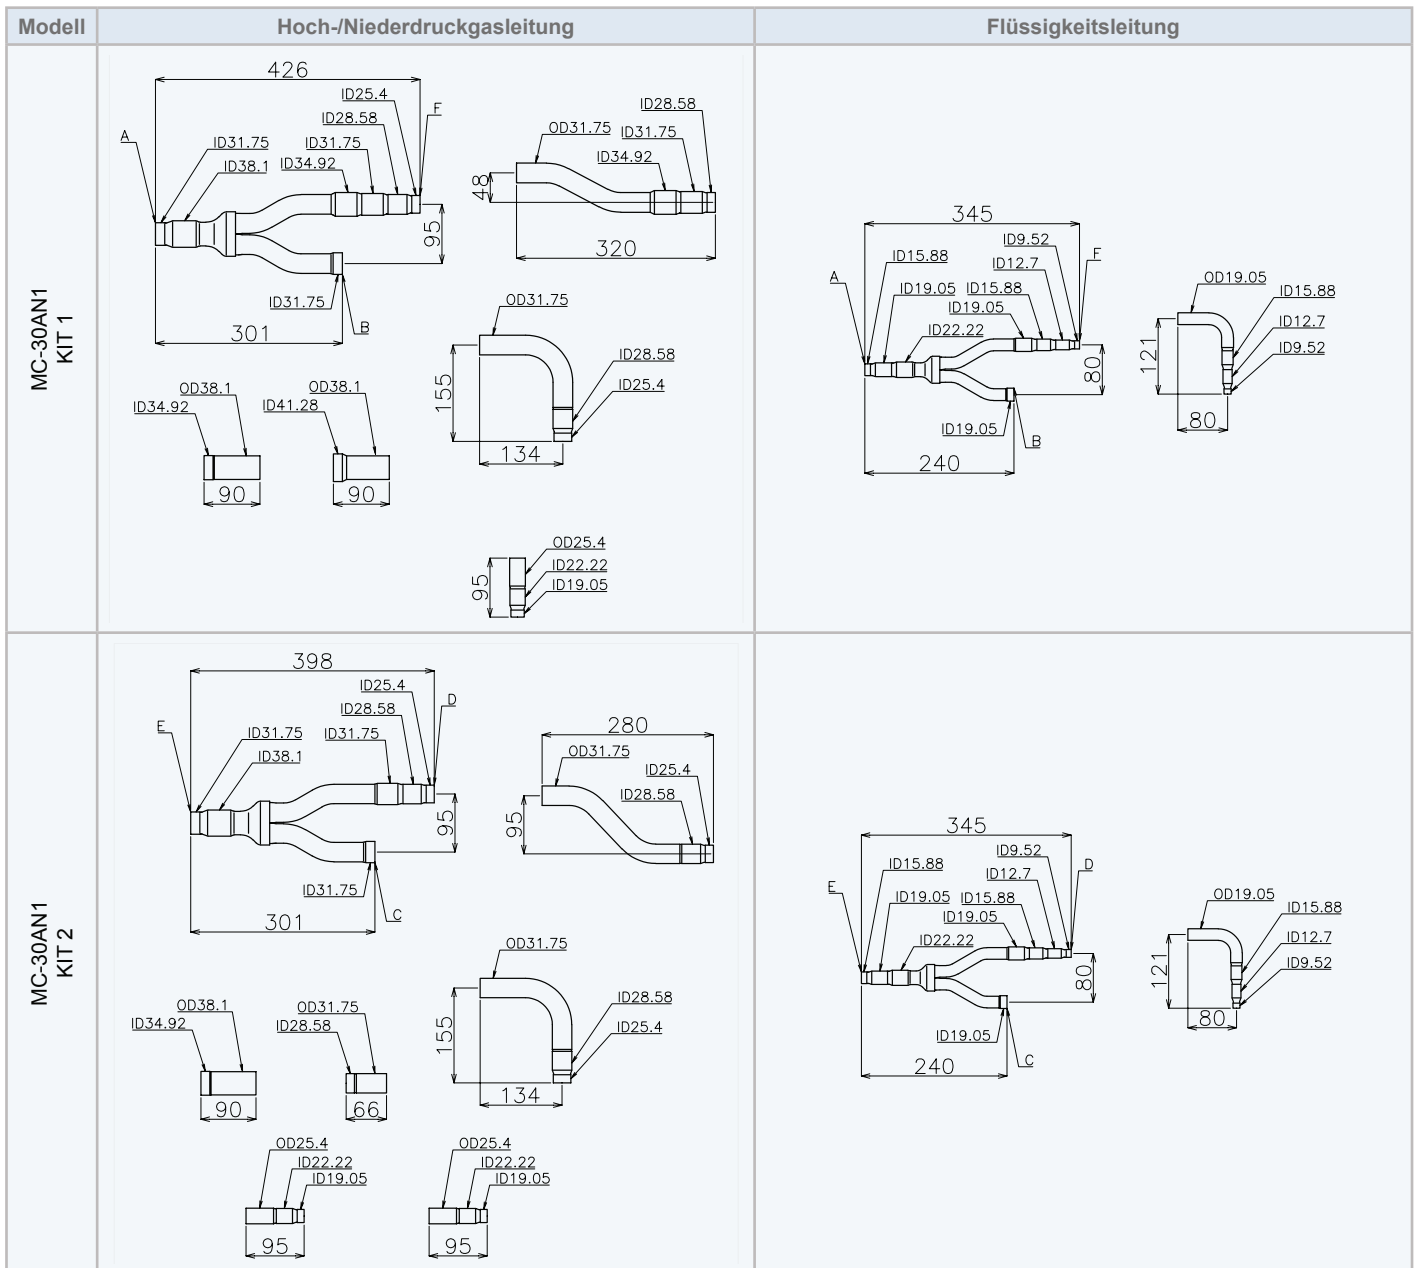 Modell
Hoch-/Niederdruckgasleitung
Flüssigkeitsleitung
MC-30AN1
KIT 1
426
ID25.4
F
ID28.58
A
ID31.75
ID31.75
ID38.1
ID34.92
95
ID31.75
B
301
ID28.58
OD31.75
ID31.75
ID34.92
48
320
OD31.75
155
ID28.58
ID25.4
134
OD38.1
ID34.92
90
OD38.1
ID41.28
90
OD25.4
95
ID22.22
ID19.05
345
ID9.52
F
ID15.88
ID12.7
A
ID19.05
ID15.88
ID19.05
ID22.22
80
ID19.05
B
240
OD19.05
ID15.88
121
ID12.7
ID9.52
80
MC-30AN1
KIT 2
398
ID25.4
D
ID28.58
E
ID31.75
ID31.75
ID38.1
95
ID31.75
C
301
280
OD31.75
ID25.4
ID28.58
95
OD31.75
155
ID28.58
ID25.4
134
OD38.1
ID34.92
90
OD31.75
ID28.58
66
OD25.4
ID22.22
ID19.05
95
OD25.4
ID22.22
ID19.05
95
345
ID9.52
D
ID15.88
ID12.7
E
ID19.05
ID15.88
ID19.05
ID22.22
80
ID19.05
C
240
OD19.05
ID15.88
121
ID12.7
ID9.52
80